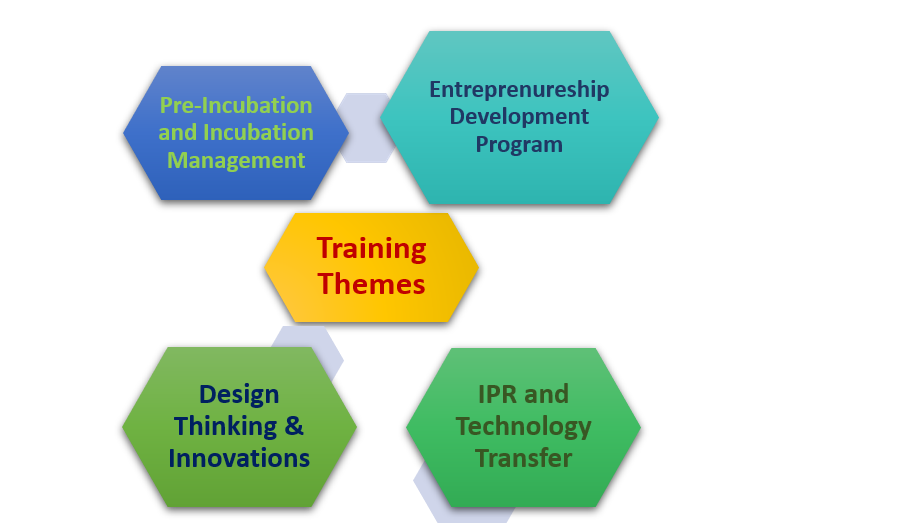 Pre-Incubation
and Incubation
Management
Entreprenureship
Development
Program
Training
Themes
Design
Thinking &
Innovations
IPR and
Technology
Transfer